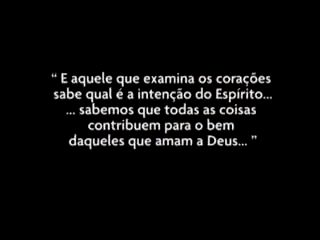 “ E aquele que examina os corações
sabe qual é a intenção do Espírito...
... sabemos que todas as coisas
contribuem para o bem
daqueles que amam a Deus... ”